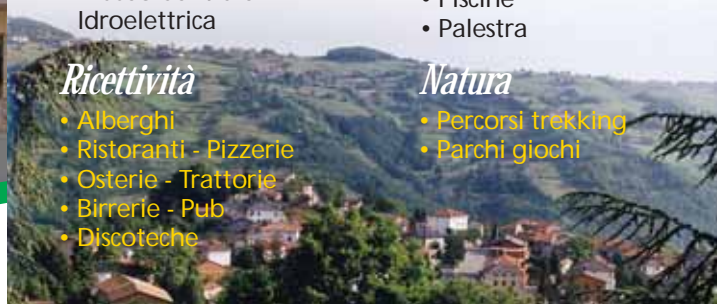 Idroelettrica
• Piscine
• Palestra
Ricettività
• Alberghi
• Ristoranti - Pizzerie
• Osterie - Trattorie
• Birrerie - Pub
• Discoteche
Natura
• Percorsi trekking
• Parchi giochi